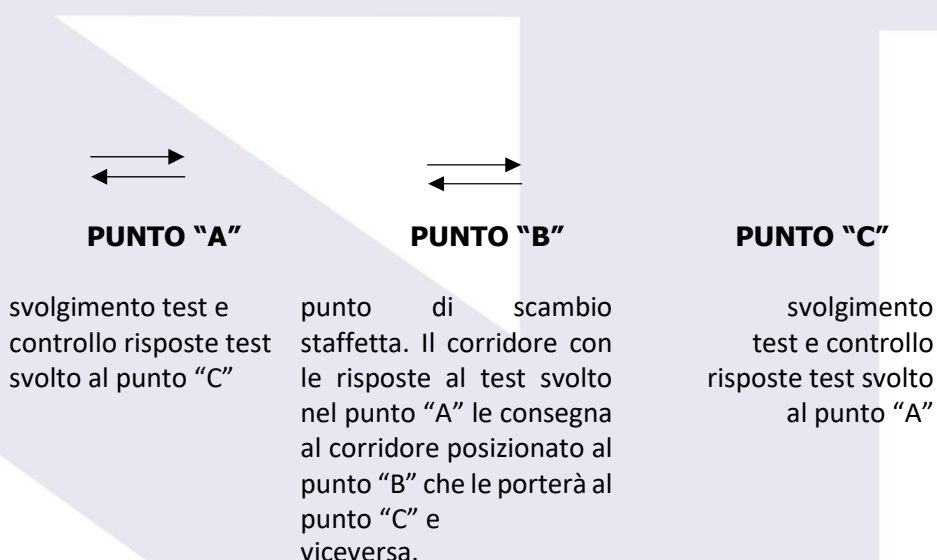 PUNTO “A”
PUNTO “B”
PUNTO “C”
svolgimento test e
controllo risposte test
svolto al punto “C”
punto di scambio
staffetta. Il corridore con
le risposte al test svolto
nel punto “A” le consegna
al corridore posizionato al
punto “B” che le porterà al
punto “C” e
viceversa.
svolgimento
test e controllo
risposte test svolto
al punto “A”